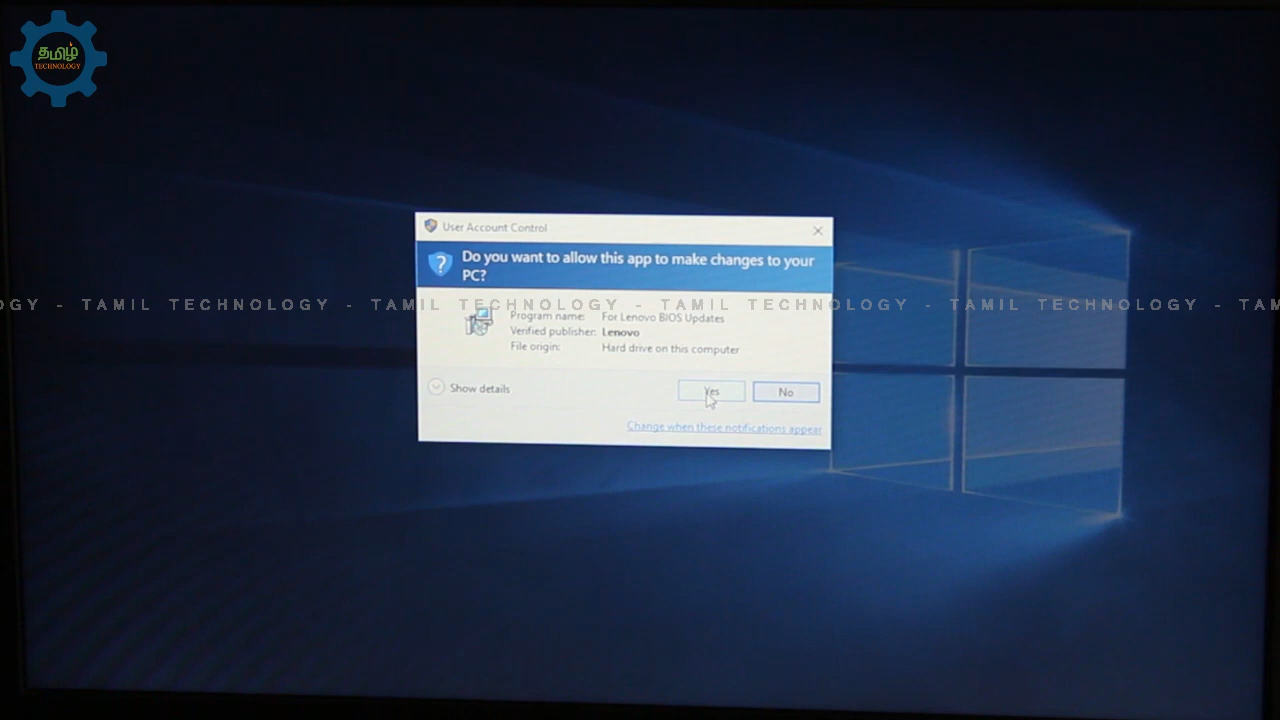 தமிழ்
TECHNOLOGY
User Account Control
Do you want to allow this app to make changes to your
PC?
OGY - TAMIL TECHNOLOGY - TAMIL TECHNOLOGY - TAMIL TECHNOLOGY - TAMIL TECHNOLOGY - TAM
Program name: For Lenovo BIOS Updates
Verified publisher: Lenovo
File origin: Hard drive on this computer
Show details
Yes
No
Change when these notifications appear